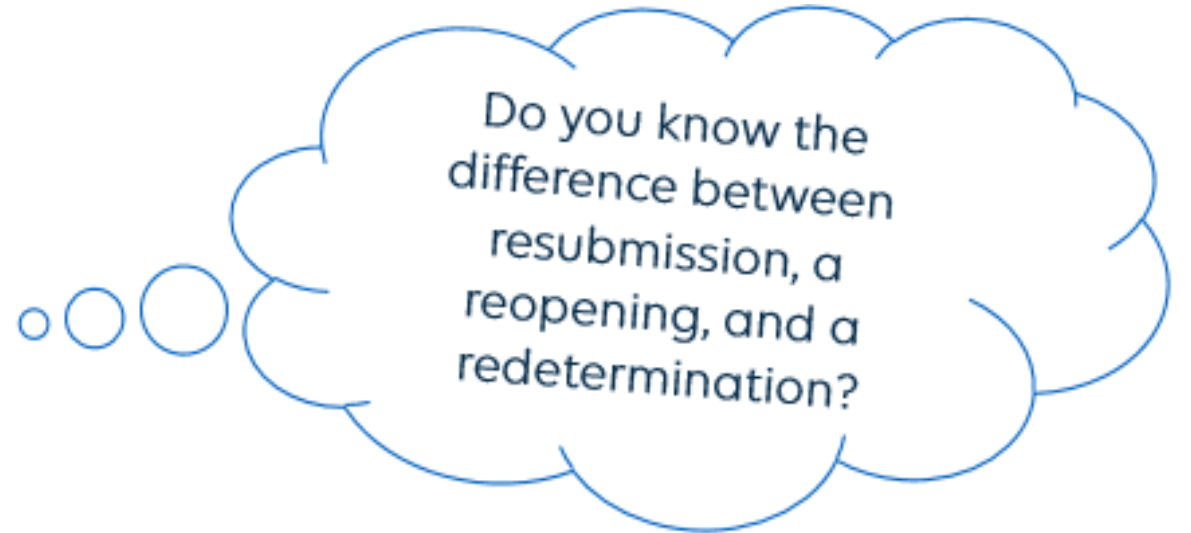 Do you know the
difference between
resubmission, a
reopening, and a
redetermination?